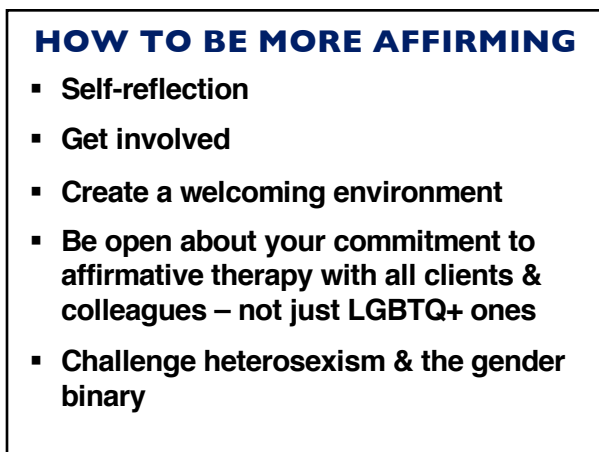 HOW TO BE MORE AFFIRMING
▪ Self-reflection
▪ Get involved
▪ Create a welcoming environment
▪ Be open about your commitment to
affirmative therapy with all clients &
colleagues – not just LGBTQ+ ones
▪ Challenge heterosexism & the gender
binary